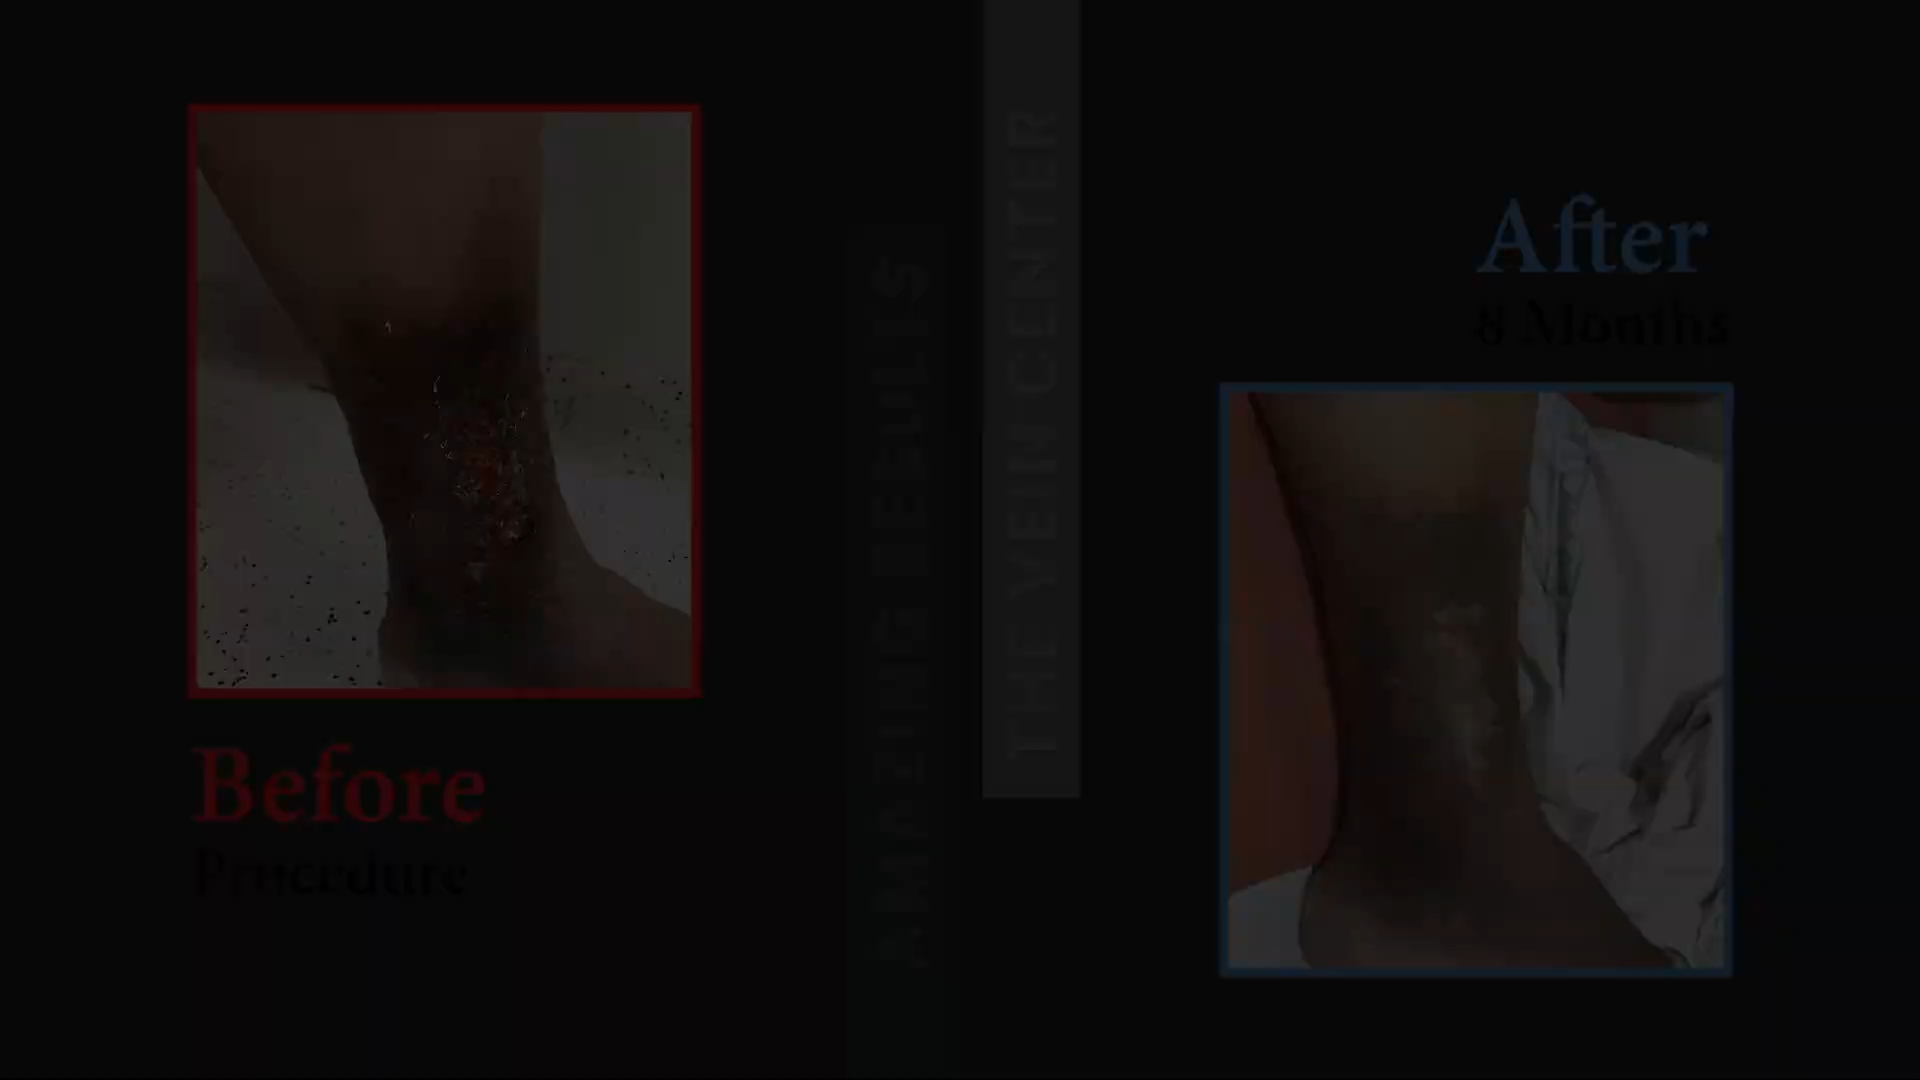 Before
Procedure
AMAZING RESULTS
THE VEIN CENTER
After
8 Months